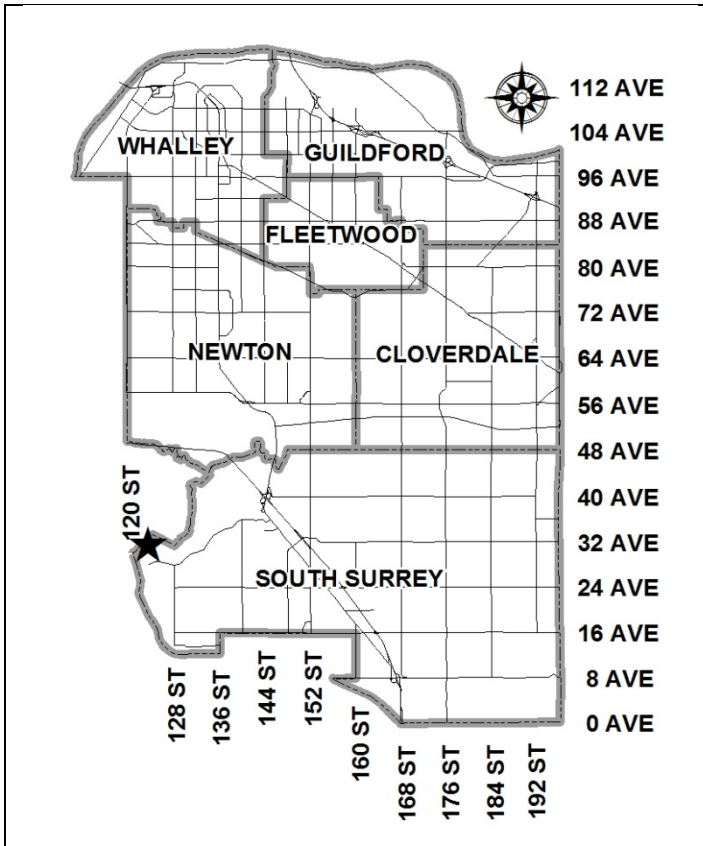 112 AVE
104 AVE
WHALLEY
GUILDFORD
96 AVE
88 AVE
FLEETWOOD
80 AVE
72 AVE
NEWTON
CLOVERDALE
64 AVE
56 AVE
48 AVE
120 ST
40 AVE
32 AVE
SOUTH SURREY
24 AVE
16 AVE
8 AVE
0 AVE
128 ST
136 ST
144 ST
152 ST
160 ST
168 ST
176 ST
184 ST
192 ST